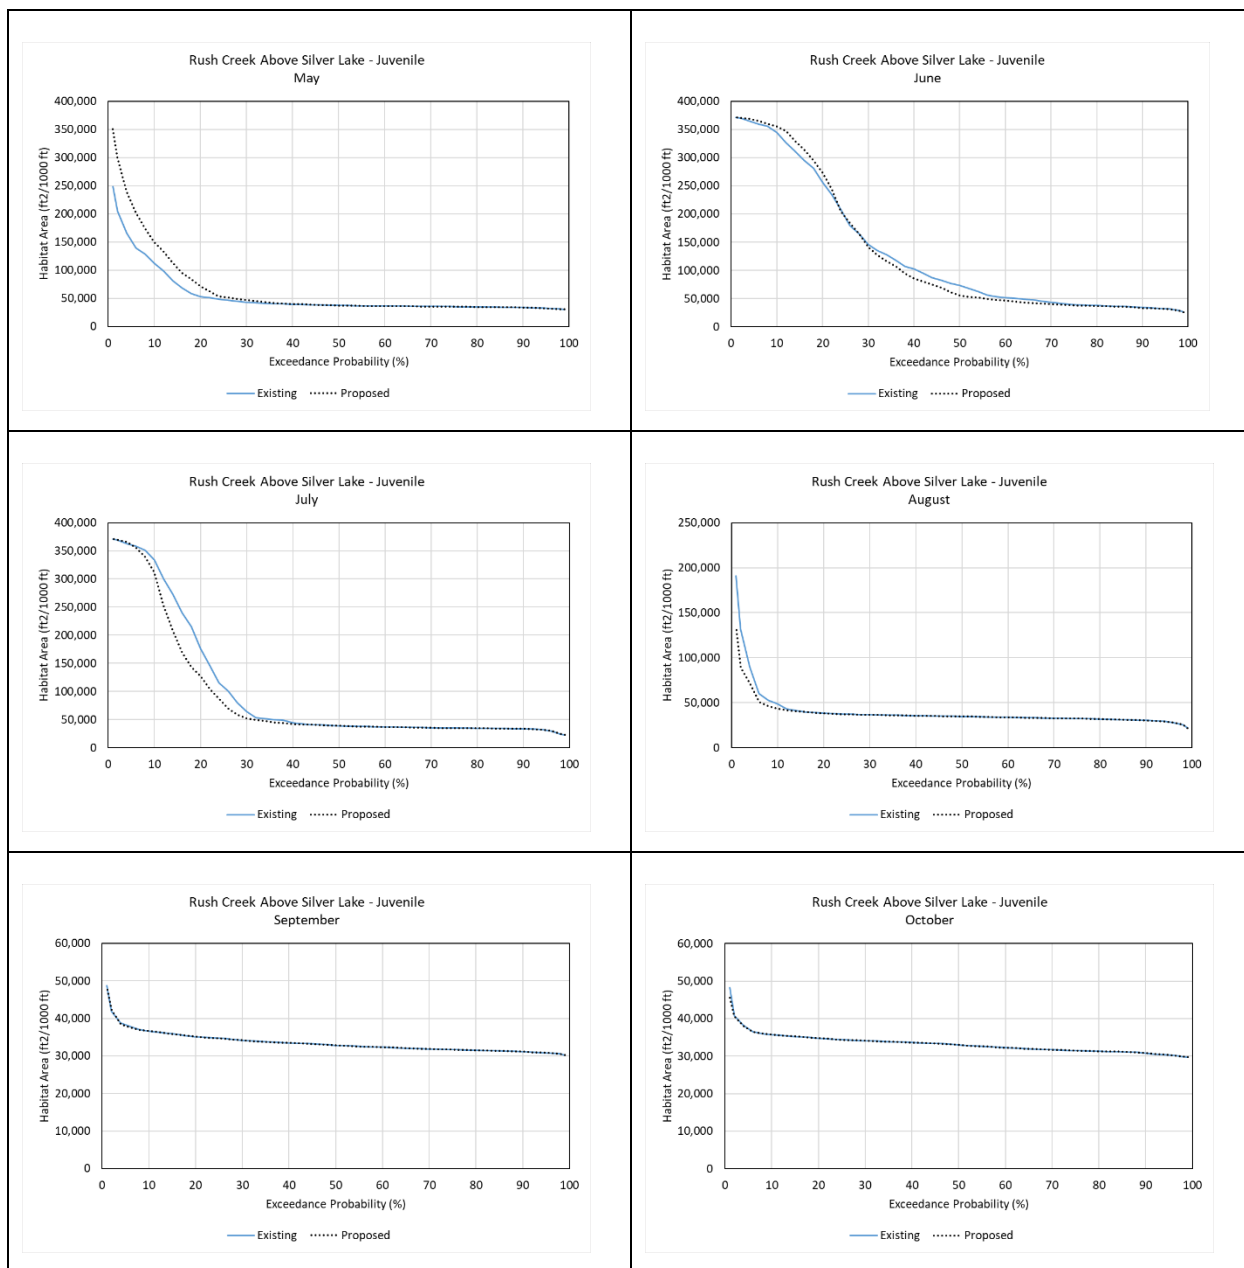 Rush Creek Above Silver Lake - Juvenile
May
400,000
350,000
300,000
250,000
200,000
150,000
100,000
50,000
0
Habitat Area (ft2/1000 ft)
0 10 20 30 40 50 60 70 80 90 100
Exceedance Probability (%)
Existing Proposed
Rush Creek Above Silver Lake - Juvenile
June
400,000
350,000
300,000
250,000
200,000
150,000
100,000
50,000
0
Habitat Area (ft2/1000 ft)
0 10 20 30 40 50 60 70 80 90 100
Exceedance Probability (%)
Existing Proposed
Rush Creek Above Silver Lake - Juvenile
July
400,000
350,000
300,000
250,000
200,000
150,000
100,000
50,000
0
Habitat Area (ft2/1000 ft)
0 10 20 30 40 50 60 70 80 90 100
Exceedance Probability (%)
Existing Proposed
Rush Creek Above Silver Lake - Juvenile
August
250,000
200,000
150,000
100,000
50,000
0
Habitat Area (ft2/1000 ft)
0 10 20 30 40 50 60 70 80 90 100
Exceedance Probability (%)
Existing Proposed
Rush Creek Above Silver Lake - Juvenile
September
60,000
50,000
40,000
30,000
20,000
10,000
0
Habitat Area (ft2/1000 ft)
0 10 20 30 40 50 60 70 80 90 100
Exceedance Probability (%)
Existing Proposed
Rush Creek Above Silver Lake - Juvenile
October
60,000
50,000
40,000
30,000
20,000
10,000
0
Habitat Area (ft2/1000 ft)
0 10 20 30 40 50 60 70 80 90 100
Exceedance Probability (%)
Existing Proposed